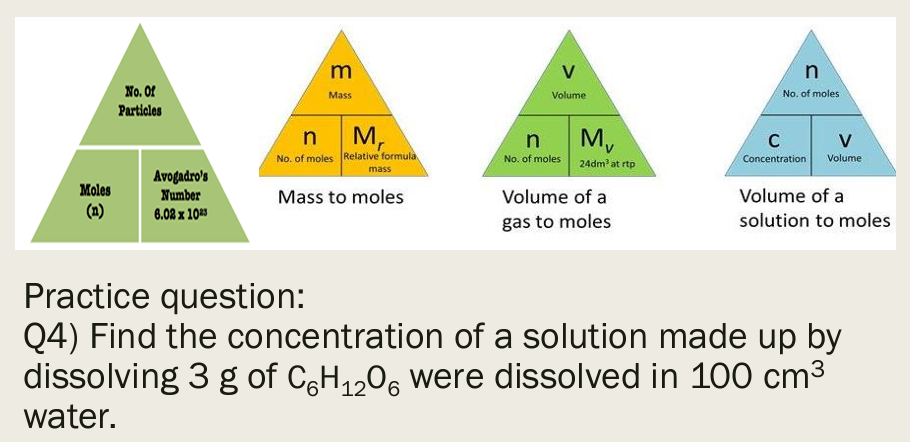 No. Of
Particles
Moles
(n)
Avogadro's
Number
6.02 x 10²³
m
Mass
n
No. of moles
Mᵣ
Relative formula
mass
Mass to moles
v
Volume
n
No. of moles
Mᵥ
24dm³ at rtp
Volume of a
gas to moles
n
No. of moles
c
Concentration
v
Volume
Volume of a
solution to moles
Practice question:
Q4) Find the concentration of a solution made up by
dissolving 3 g of C₆H₁₂O₆ were dissolved in 100 cm³
water.